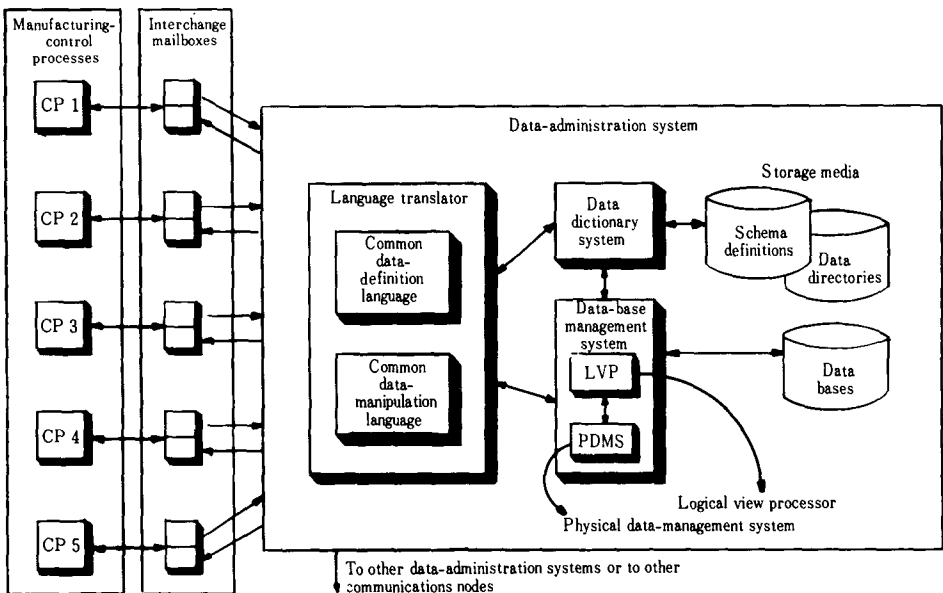 Manufacturing-
control
processes
Interchange
mailboxes
CP 1
CP 2
CP 3
CP 4
CP 5
Data-administration system
Language translator
Common
data-
definition
language
Common
data-
manipulation
language
Data
dictionary
system
Storage media
Schema
definitions
Data
directories
Data-base
management
system
LVP
PDMS
Data
bases
Logical view processor
Physical data-management system
To other data-administration systems or to other
communications nodes